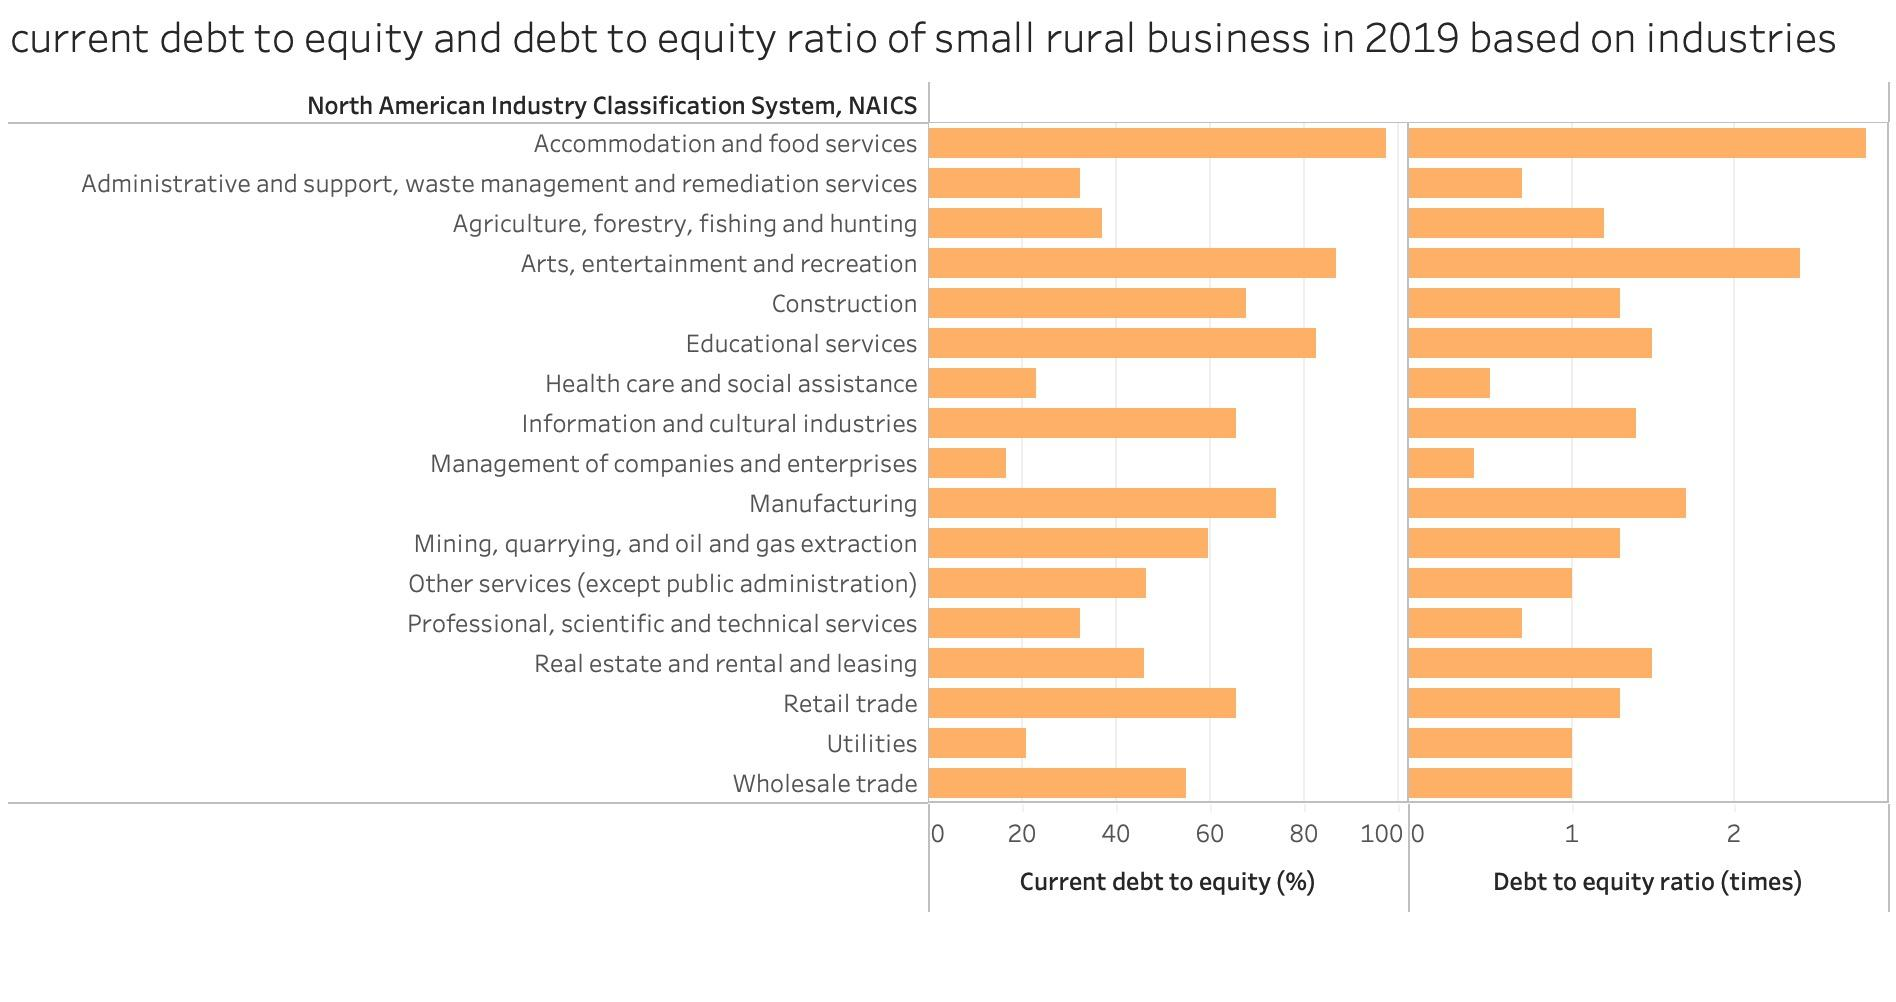 current debt to equity and debt to equity ratio of small rural business in 2019 based on industries
North American Industry Classification System, NAICS
Accommodation and food services
Administrative and support, waste management and remediation services
Agriculture, forestry, fishing and hunting
Arts, entertainment and recreation
Construction
Educational services
Health care and social assistance
Information and cultural industries
Management of companies and enterprises
Manufacturing
Mining, quarrying, and oil and gas extraction
Other services (except public administration)
Professional, scientific and technical services
Real estate and rental and leasing
Retail trade
Utilities
Wholesale trade
0 20 40 60 80 100 0 1 2
Current debt to equity (%) Debt to equity ratio (times)